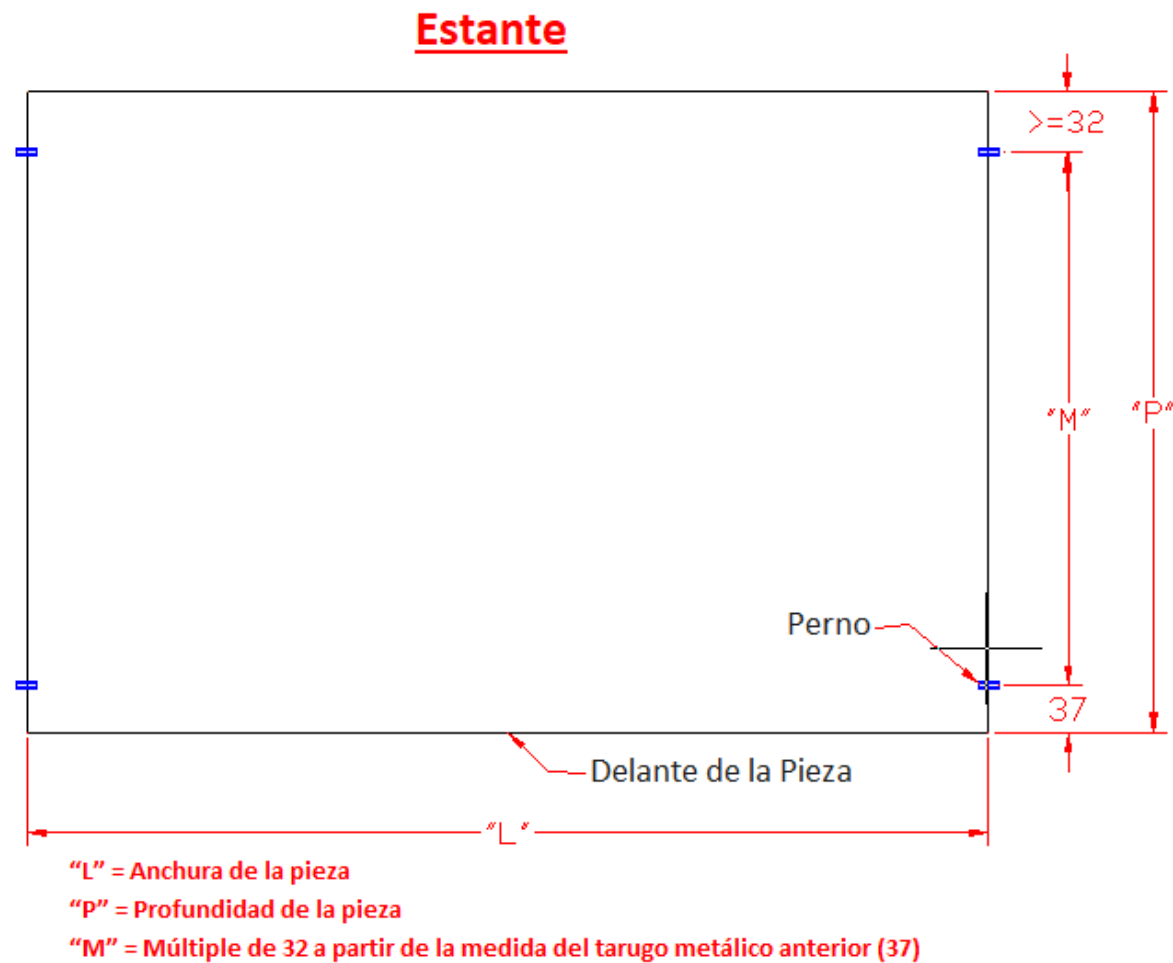 Estante
>=32
"M"
"P"
Perno
37
Delante de la Pieza
"L"
“L” = Anchura de la pieza
“P” = Profundidad de la pieza
“M” = Múltiple de 32 a partir de la medida del tarugo metálico anterior (37)